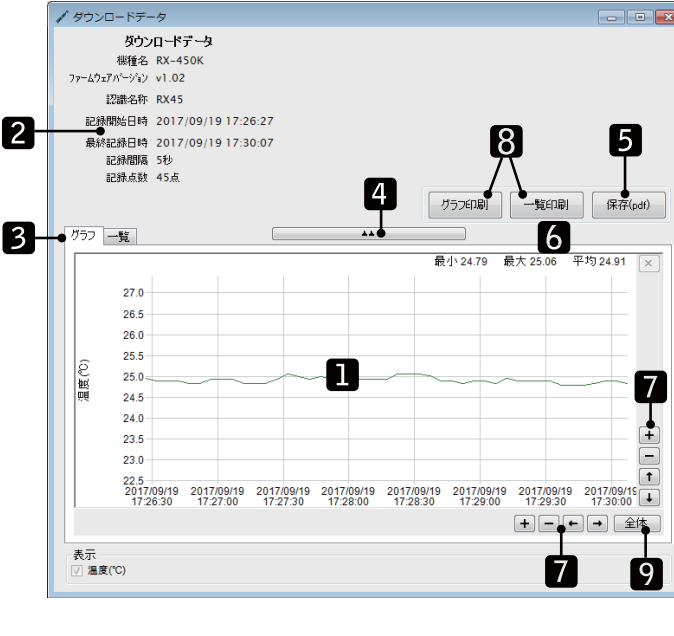 ダウンロードデータ
ダウンロードデータ
機種名 RX-450K
ファームウェアバージョン v1.02
認識名称 RX45
2
記録開始日時 2017/09/19 17:26:27
最終記録日時 2017/09/19 17:30:07
記録間隔 5秒
記録点数 45点
8
5
4
グラフ印刷 一覧印刷 保存(pdf)
3
グラフ 一覧
▲▲
6
最小 24.79 最大 25.06 平均 24.91 ×
温度(℃)
27.0
26.5
26.0
25.5
25.0
24.5
24.0
23.5
23.0
22.5
1
7
+
−
↑
↓
2017/09/19 2017/09/19 2017/09/19 2017/09/19 2017/09/19 2017/09/19 2017/09/19 2017/09/19
17:26:30 17:27:00 17:27:30 17:28:00 17:28:30 17:29:00 17:29:30 17:30:00
+ − ← → 全体
7
9
表示
温度(℃)